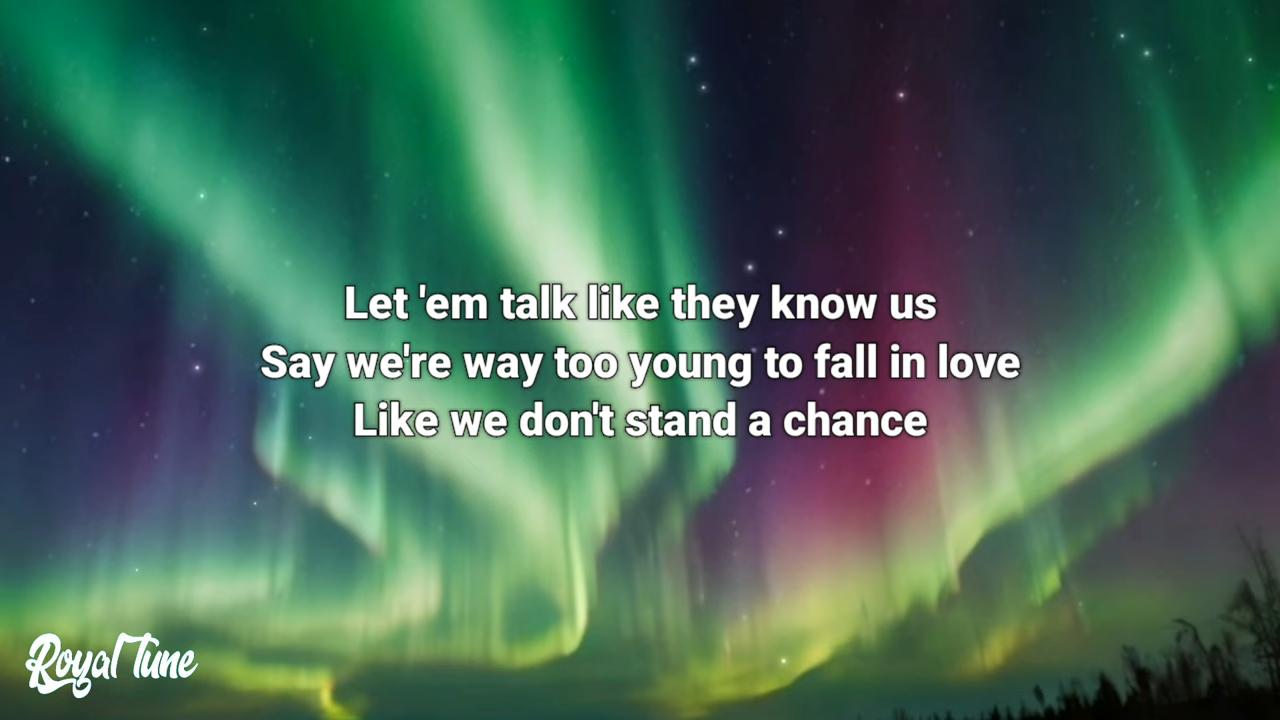 Let 'em talk like they know us
Say we're way too young to fall in love
Like we don't stand a chance
Royal Tune